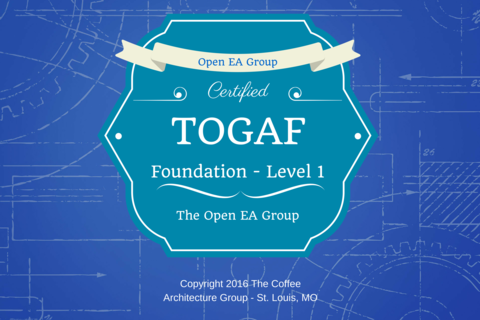 Open EA Group
Certified
TOGAF
Foundation - Level 1
The Open EA Group
26
Copyright 2016 The Coffee
Architecture Group - St. Louis, MO